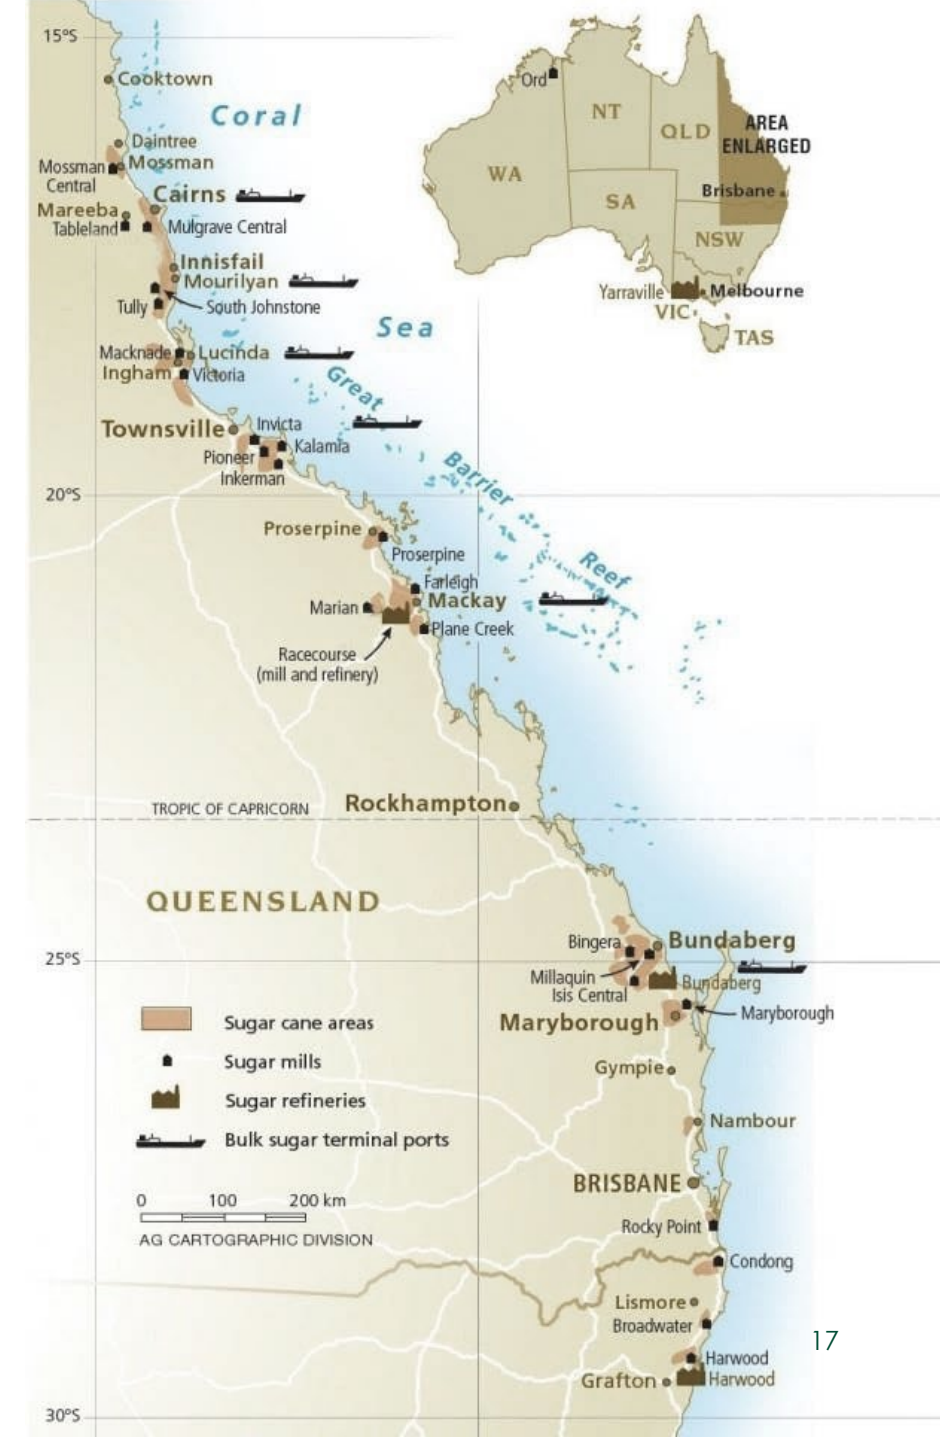 15°S
Cooktown
Coral
Daintree
Mossman
Mossman
Central
Cairns
Mareeba
Tableland
Mulgrave Central
Innisfail
Mourilyan
South Johnstone
Tully
Sea
Macknade
Lucinda
Ingham
Victoria
Great
Townsville
Invicta
Kalamia
Pioneer
Inkerman
Barrier
20°S
Proserpine
Proserpine
Reef
Farleigh
Marian
Mackay
Plane Creek
Racecourse
(mill and refinery)
TROPIC OF CAPRICORN
Rockhampton
QUEENSLAND
Bingera
Bundaberg
25°S
Millaquin
Isis Central
Bundaberg
Maryborough
Maryborough
Gympie
Nambour
BRISBANE
Rocky Point
Condong
Lismore
Broadwater
Harwood
Harwood
Grafton
30°S
Sugar cane areas
Sugar mills
Sugar refineries
Bulk sugar terminal ports
0 100 200 km
AG CARTOGRAPHIC DIVISION
Ord
NT
QLD
AREA
ENLARGED
WA
Brisbane
SA
NSW
Yarraville
Melbourne
VIC
TAS
17